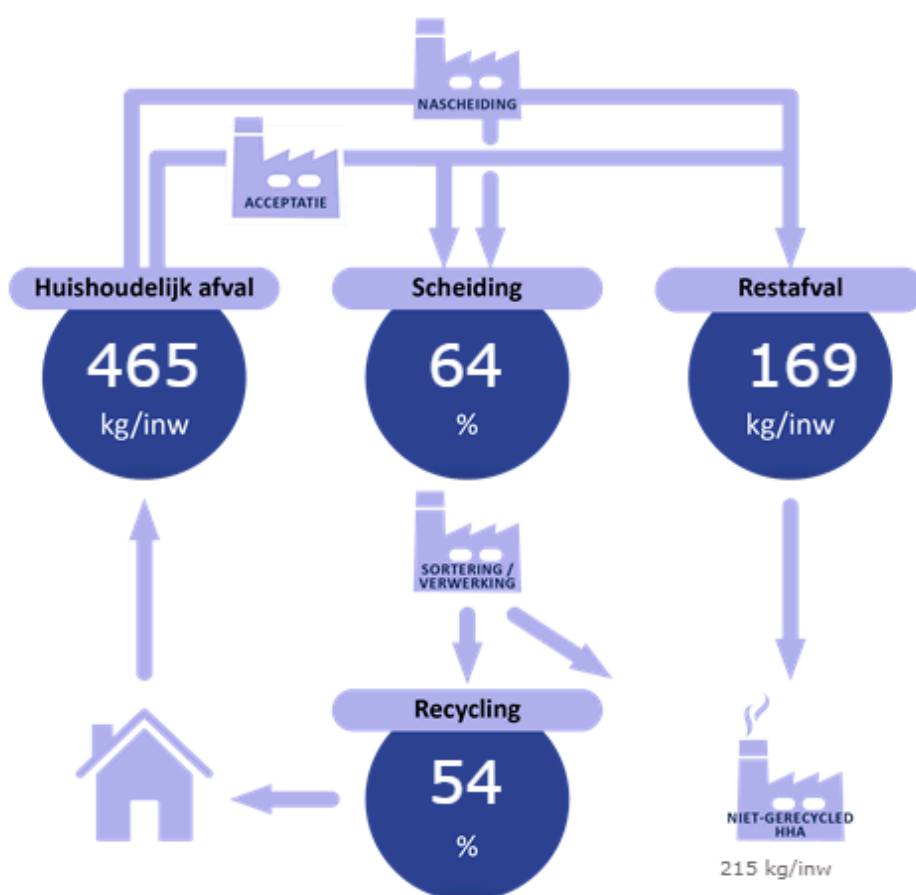 NASCHEIDING
ACCEPTATIE
Huishoudelijk afval
465
kg/inw
Scheiding
64
%
Restafval
169
kg/inw
SORTERING /
VERWERKING
Recycling
54
%
NIET-GERECYCLED
HHA
215 kg/inw